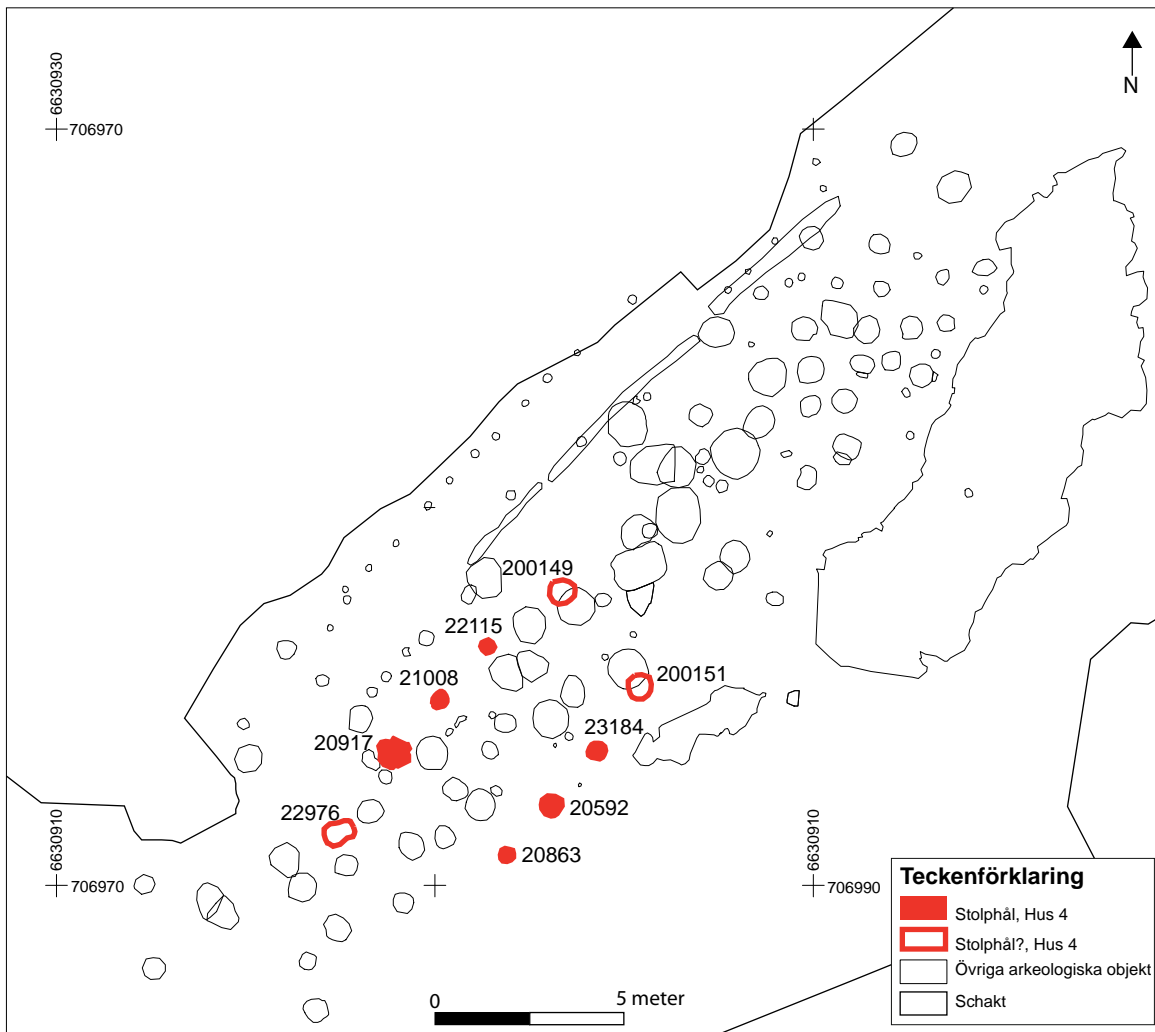 6630930
706970
N
200149
22115
200151
21008
23184
20917
22976
20592
20863
6630910
706970
6630910
706990
0
5 meter
Teckenförklaring
Stolphål, Hus 4
Stolphål?, Hus 4
Övriga arkeologiska objekt
Schakt